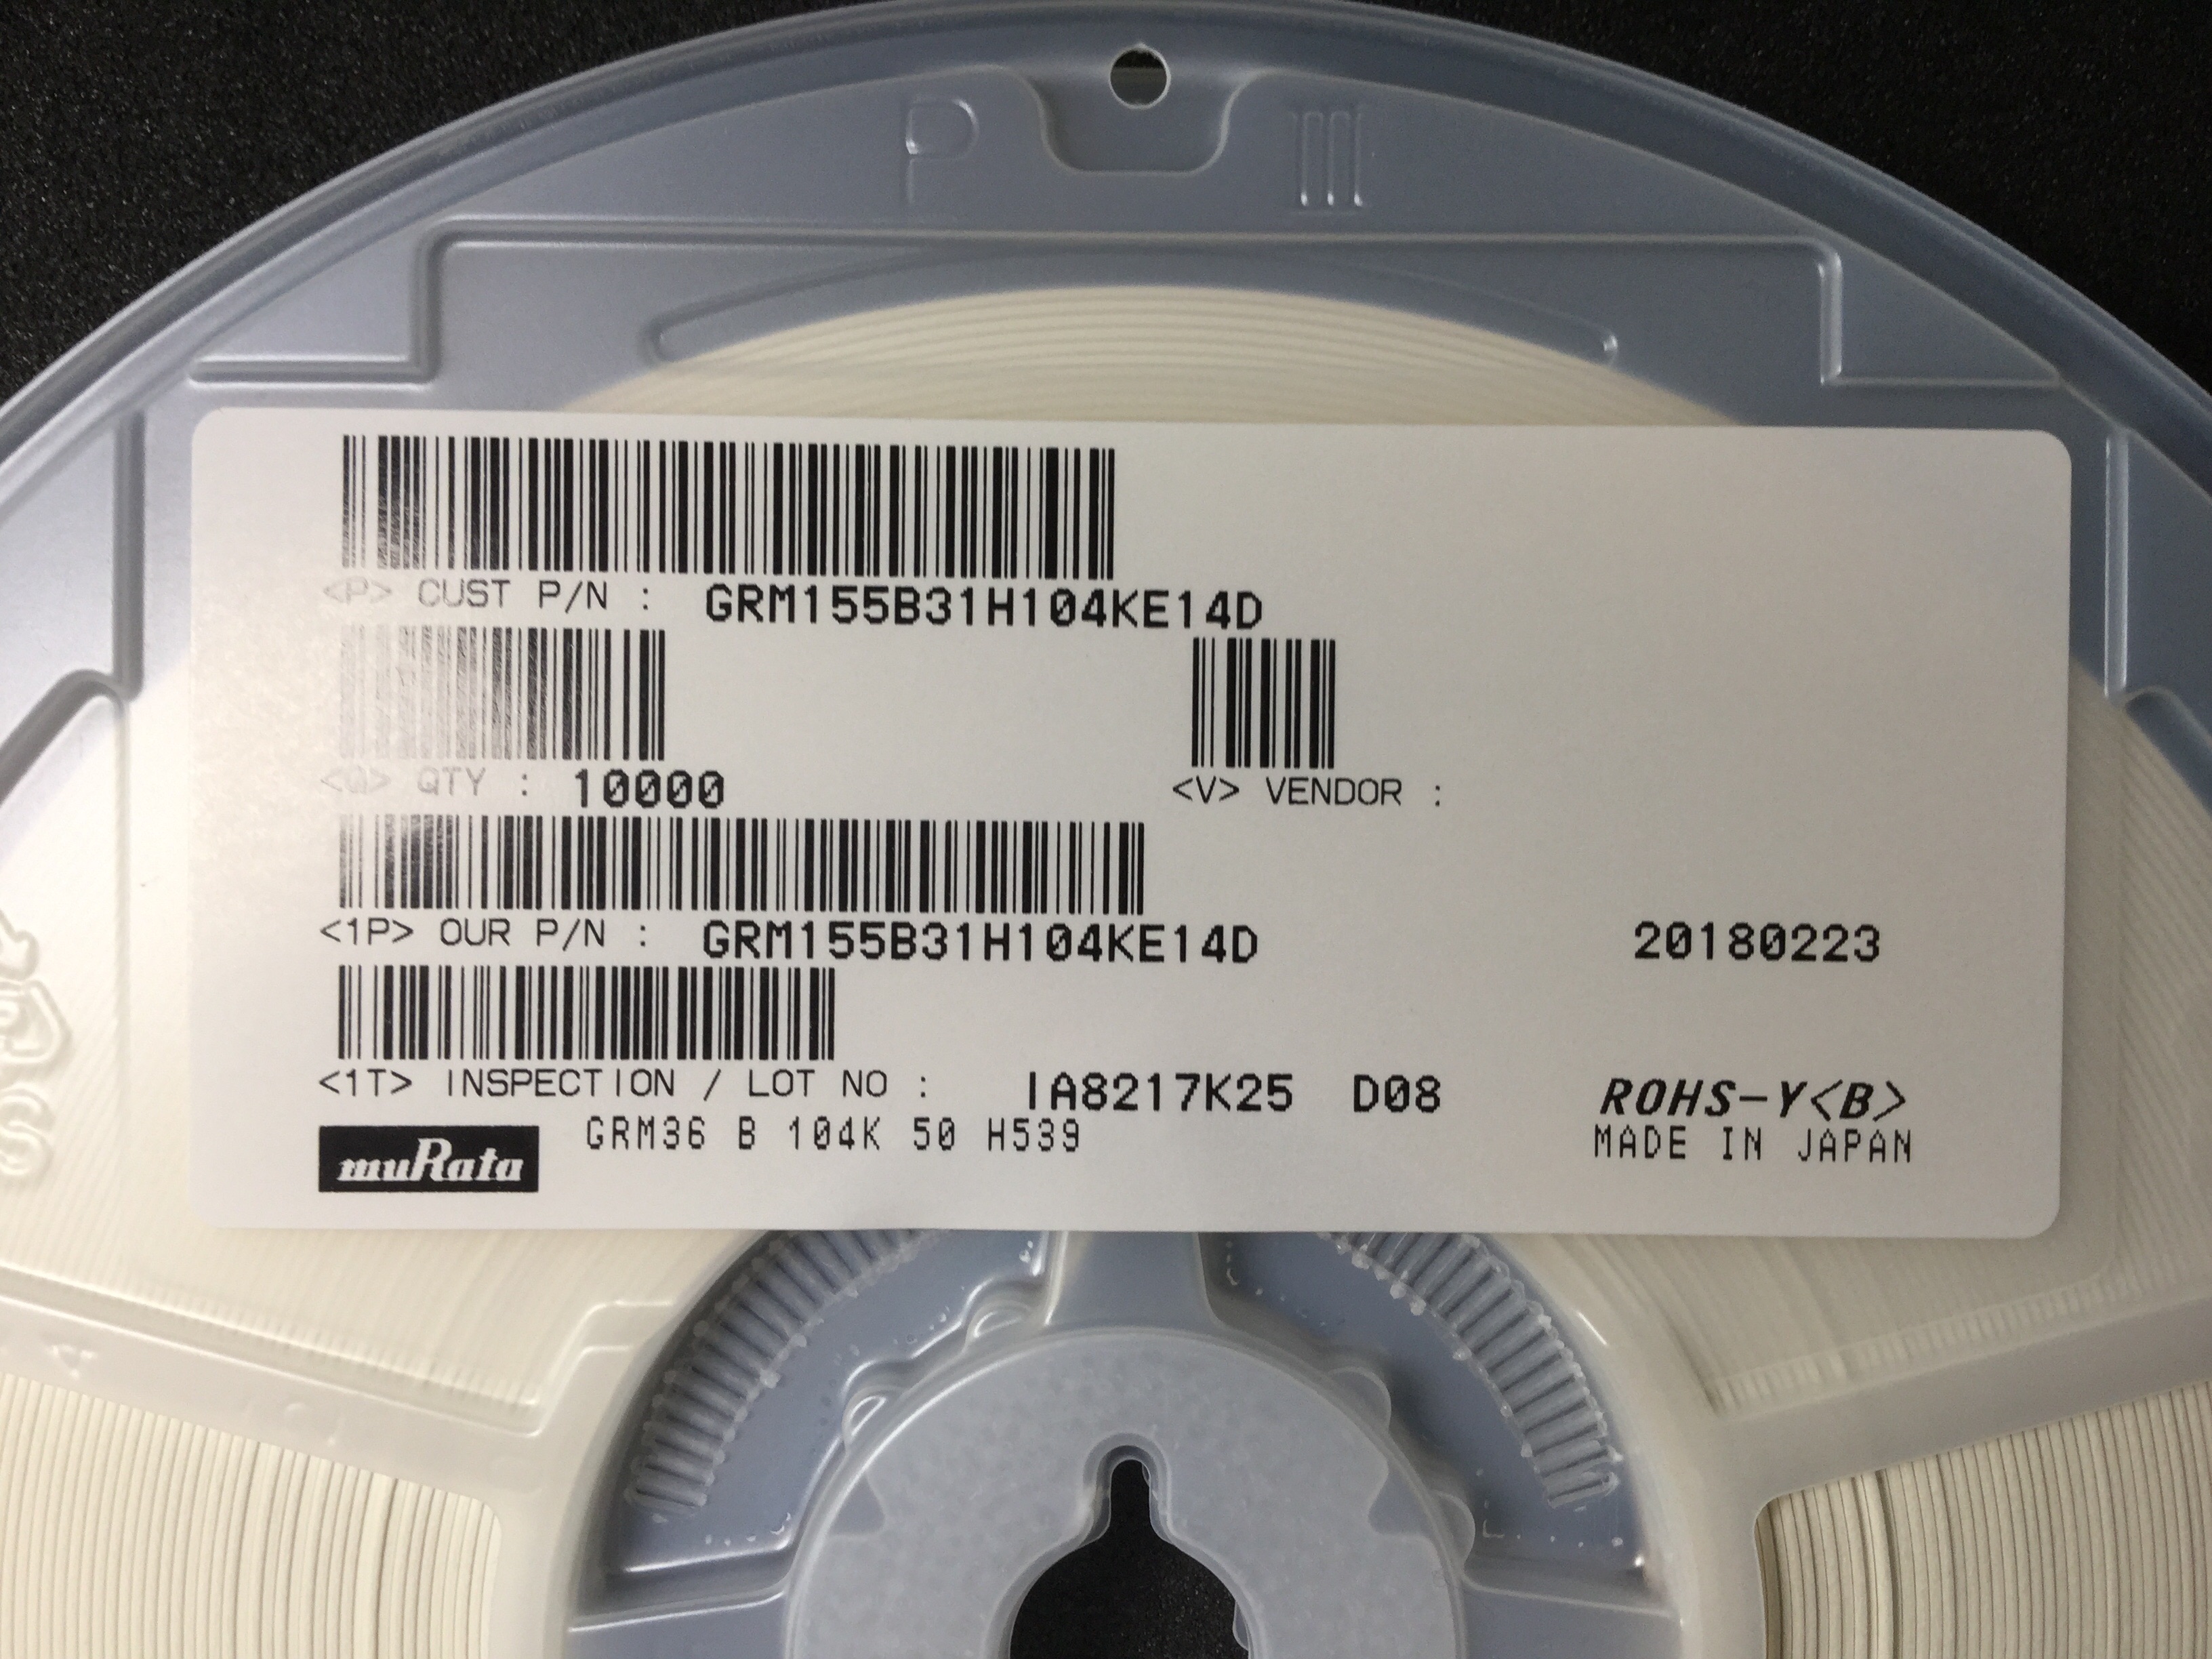 P III
<P> CUST P/N : GRM155B31H104KE14D
<Q> QTY : 10000 <V> VENDOR :
<1P> OUR P/N : GRM155B31H104KE14D 20180223
<1T> INSPECTION / LOT NO : IA8217K25 D08 ROHS-Y<B>
muRata GRM36 B 104K 50 H539 MADE IN JAPAN